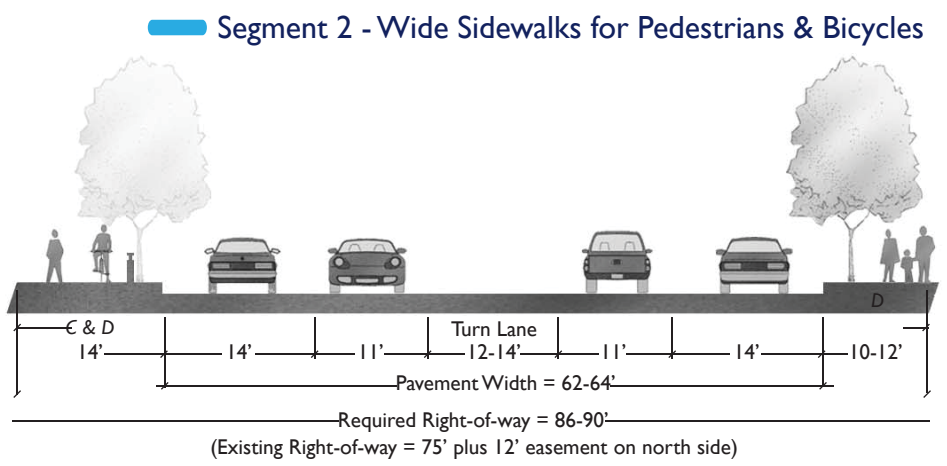 Segment 2 - Wide Sidewalks for Pedestrians & Bicycles
D
C & D
Turn Lane
14’ 14’ 11’ 12-14’ 11’ 14’ 10-12’
Pavement Width = 62-64’
Required Right-of-way = 86-90’
(Existing Right-of-way = 75’ plus 12’ easement on north side)